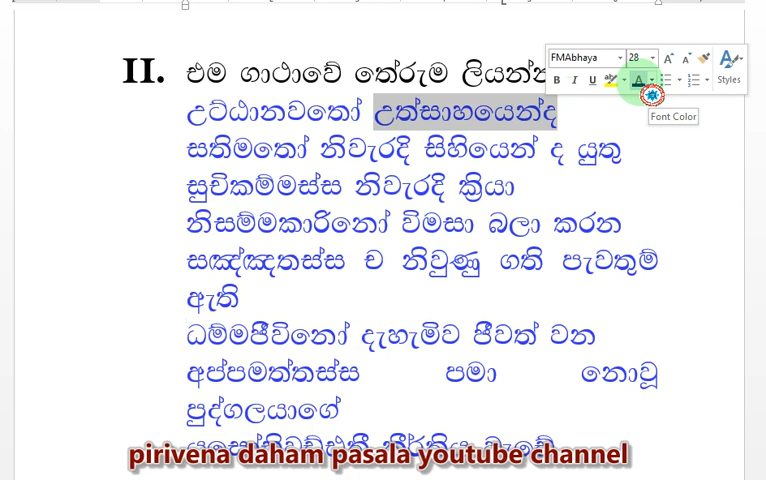 FMAbhaya 28
B I U Styles
Font Color
II. එම ගාථාවේ තේරුම
උට්ඨානවතෝ උත්සාහයෙන්ද
සතිමතෝ නිවැරදි සිහියෙන් ද යුතු
සුචිකම්මස්ස නිවැරදි ක්‍රියා
නිසම්මකාරිනෝ විමසා බලා කරන
සඤ්ඤතස්ස ච නිවුණු ගති පැවතුම්
ඇති
ධම්මජීවිනෝ දැහැමිව ජීවත් වන
අප්පමත්තස්ස පමා නොවූ
පුද්ගලයාගේ
pirivena daham pasala youtube channel